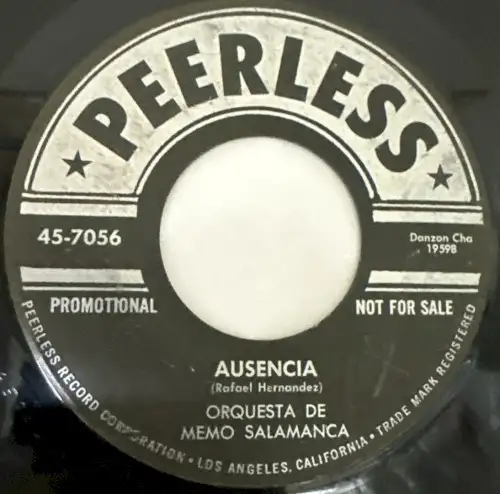 PEERLESS
45-7056
Danzon Cha
19598
PROMOTIONAL
NOT FOR SALE
AUSENCIA
(Rafael Hernandez)
ORQUESTA DE
MEMO SALAMANCA
PEERLESS RECORD CORPORATION • LOS ANGELES, CALIFORNIA • TRADE MARK REGISTERED